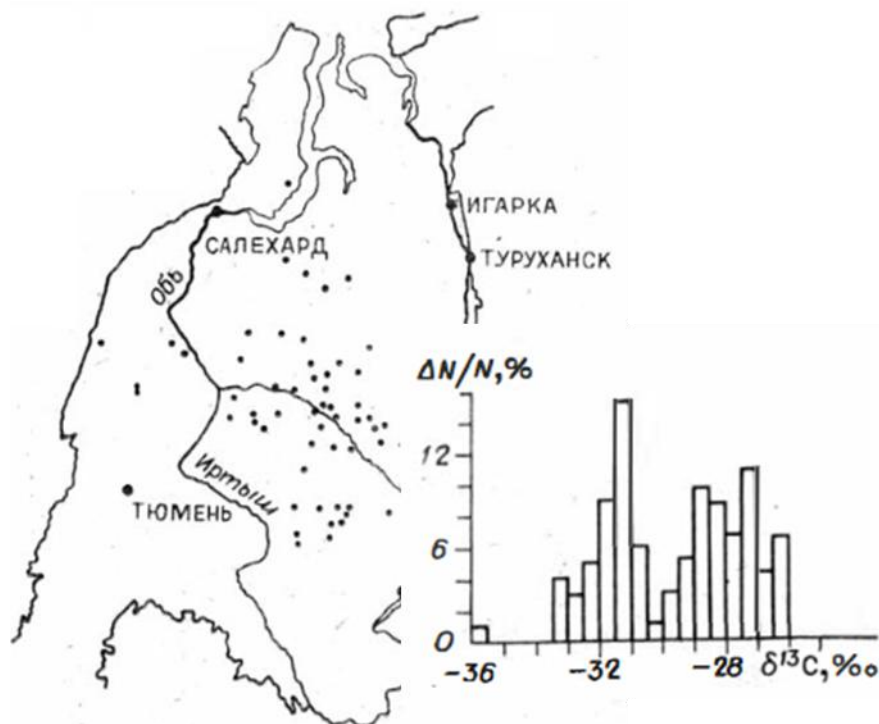 ИГАРКА
САЛЕХАРД
ТУРУХАНСК
Обь
ΔN/N,%
12
Иртыш
ТЮМЕНЬ
6
0
-36
-32
-28
δ¹³C,‰